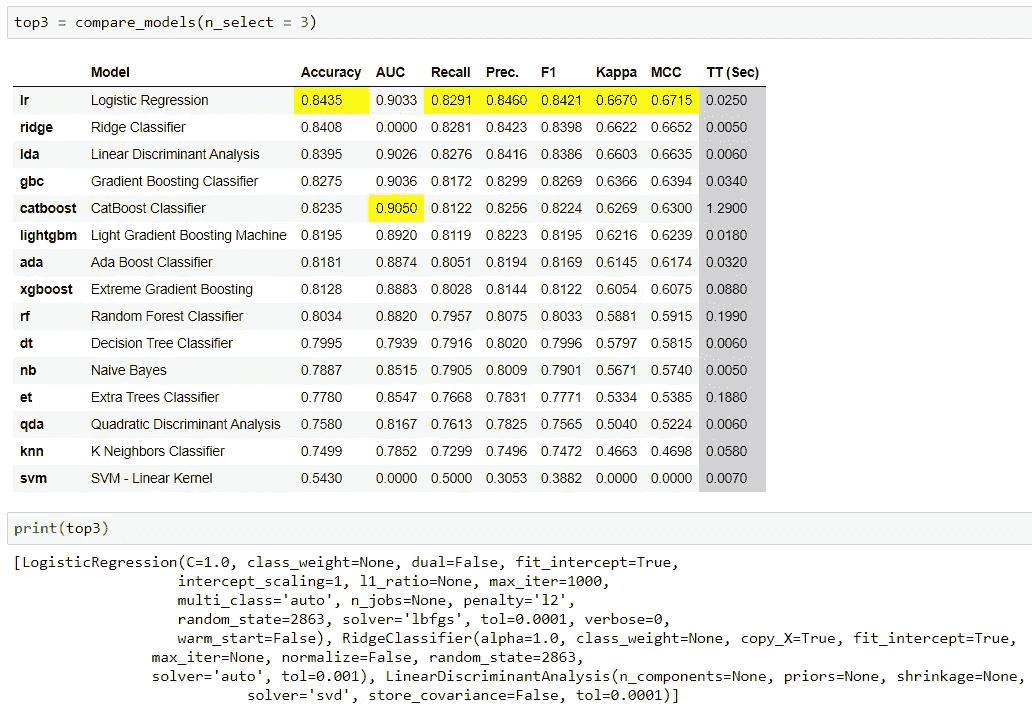 top3 = compare_models(n_select = 3)
Model Accuracy AUC Recall Prec. F1 Kappa MCC TT (Sec)
lr Logistic Regression 0.8435 0.9033 0.8291 0.8460 0.8421 0.6670 0.6715 0.0250
ridge Ridge Classifier 0.8408 0.0000 0.8281 0.8423 0.8398 0.6622 0.6652 0.0050
lda Linear Discriminant Analysis 0.8395 0.9026 0.8276 0.8416 0.8386 0.6603 0.6635 0.0060
gbc Gradient Boosting Classifier 0.8275 0.9036 0.8172 0.8299 0.8269 0.6366 0.6394 0.0340
catboost CatBoost Classifier 0.8235 0.9050 0.8122 0.8256 0.8224 0.6269 0.6300 1.2900
lightgbm Light Gradient Boosting Machine 0.8195 0.8920 0.8119 0.8223 0.8195 0.6216 0.6239 0.0180
ada Ada Boost Classifier 0.8181 0.8874 0.8051 0.8194 0.8169 0.6145 0.6174 0.0320
xgboost Extreme Gradient Boosting 0.8128 0.8883 0.8028 0.8144 0.8122 0.6054 0.6075 0.0880
rf Random Forest Classifier 0.8034 0.8820 0.7957 0.8075 0.8033 0.5881 0.5915 0.1990
dt Decision Tree Classifier 0.7995 0.7939 0.7916 0.8020 0.7996 0.5797 0.5815 0.0060
nb Naive Bayes 0.7887 0.8515 0.7905 0.8009 0.7901 0.5671 0.5740 0.0050
et Extra Trees Classifier 0.7780 0.8547 0.7668 0.7831 0.7771 0.5334 0.5385 0.1880
qda Quadratic Discriminant Analysis 0.7580 0.8167 0.7613 0.7825 0.7565 0.5040 0.5224 0.0060
knn K Neighbors Classifier 0.7499 0.7852 0.7299 0.7496 0.7472 0.4663 0.4698 0.0580
svm SVM - Linear Kernel 0.5430 0.0000 0.5000 0.3053 0.3882 0.0000 0.0000 0.0070
print(top3)
[LogisticRegression(C=1.0, class_weight=None, dual=False, fit_intercept=True,
intercept_scaling=1, l1_ratio=None, max_iter=1000,
multi_class='auto', n_jobs=None, penalty='l2',
random_state=2863, solver='lbfgs', tol=0.0001, verbose=0,
warm_start=False), RidgeClassifier(alpha=1.0, class_weight=None, copy_X=True, fit_intercept=True,
max_iter=None, normalize=False, random_state=2863,
solver='auto', tol=0.001), LinearDiscriminantAnalysis(n_components=None, priors=None, shrinkage=None,
solver='svd', store_covariance=False, tol=0.0001)]